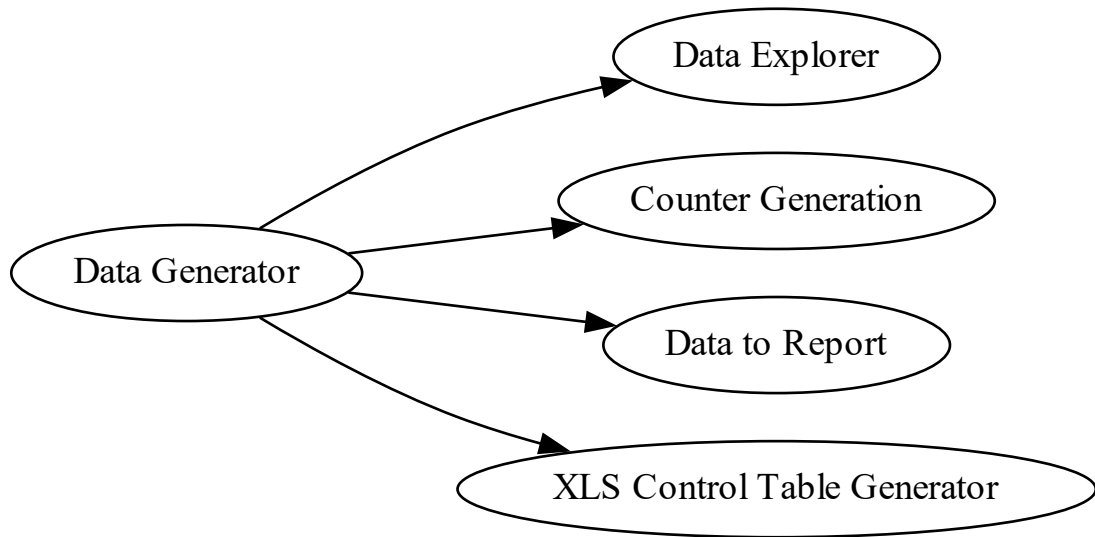 Data Explorer
Counter Generation
Data Generator
Data to Report
XLS Control Table Generator